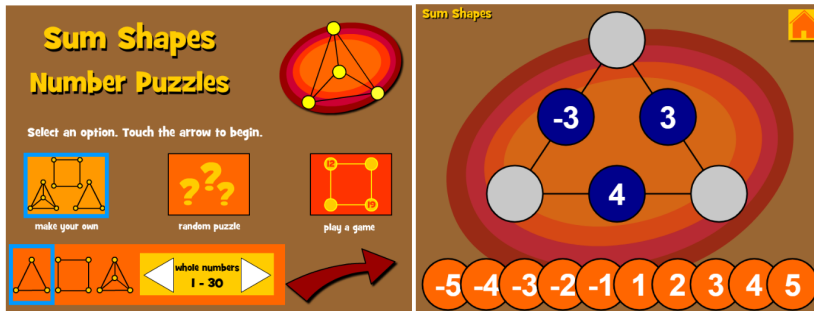 Sum Shapes
Number Puzzles
Select an option. Touch the arrow to begin.
???
12
19
make your own
random puzzle
play a game
whole numbers
1 - 30
Sum Shapes
-3
3
4
-5 -4 -3 -2 -1 1 2 3 4 5